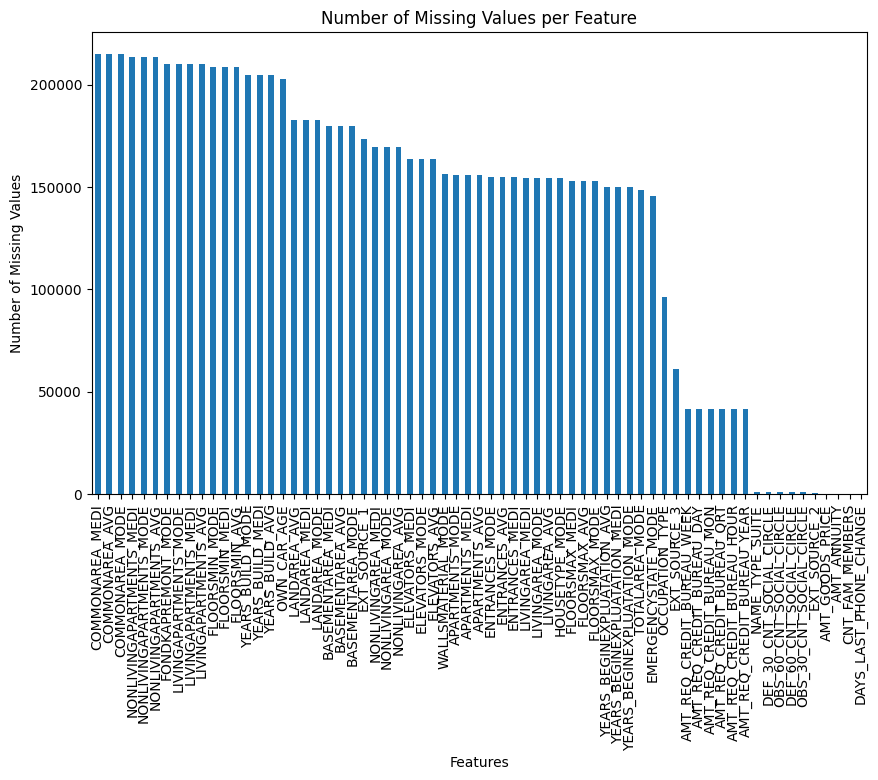 Number of Missing Values per Feature
Number of Missing Values
200000
150000
100000
50000
0
COMMONAREA_MEDI
COMMONAREA_AVG
COMMONAREA_MODE
NONLIVINGAPARTMENTS_MEDI
NONLIVINGAPARTMENTS_MODE
NONLIVINGAPARTMENTS_AVG
FONDKAPREMONT_MODE
LIVINGAPARTMENTS_MODE
LIVINGAPARTMENTS_MEDI
LIVINGAPARTMENTS_AVG
FLOORSMIN_MODE
FLOORSMIN_MEDI
FLOORSMIN_AVG
YEARS_BUILD_MODE
YEARS_BUILD_MEDI
YEARS_BUILD_AVG
OWN_CAR_AGE
LANDAREA_AVG
LANDAREA_MEDI
LANDAREA_MODE
BASEMENTAREA_MEDI
BASEMENTAREA_AVG
BASEMENTAREA_MODE
EXT_SOURCE_1
NONLIVINGAREA_MEDI
NONLIVINGAREA_MODE
NONLIVINGAREA_AVG
ELEVATORS_MEDI
ELEVATORS_MODE
ELEVATORS_AVG
WALLSMATERIAL_MODE
APARTMENTS_MODE
APARTMENTS_MEDI
APARTMENTS_AVG
ENTRANCES_MODE
ENTRANCES_AVG
ENTRANCES_MEDI
LIVINGAREA_MEDI
LIVINGAREA_MODE
LIVINGAREA_AVG
HOUSETYPE_MODE
FLOORSMAX_MEDI
FLOORSMAX_AVG
FLOORSMAX_MODE
YEARS_BEGINEXPLUATATION_AVG
YEARS_BEGINEXPLUATATION_MEDI
YEARS_BEGINEXPLUATATION_MODE
TOTALAREA_MODE
EMERGENCYSTATE_MODE
OCCUPATION_TYPE
EXT_SOURCE_3
AMT_REQ_CREDIT_BUREAU_WEEK
AMT_REQ_CREDIT_BUREAU_DAY
AMT_REQ_CREDIT_BUREAU_MON
AMT_REQ_CREDIT_BUREAU_QRT
AMT_REQ_CREDIT_BUREAU_HOUR
AMT_REQ_CREDIT_BUREAU_YEAR
NAME_TYPE_SUITE
DEF_30_CNT_SOCIAL_CIRCLE
OBS_60_CNT_SOCIAL_CIRCLE
DEF_60_CNT_SOCIAL_CIRCLE
OBS_30_CNT_SOCIAL_CIRCLE
EXT_SOURCE_2
AMT_GOODS_PRICE
AMT_ANNUITY
CNT_FAM_MEMBERS
DAYS_LAST_PHONE_CHANGE
Features